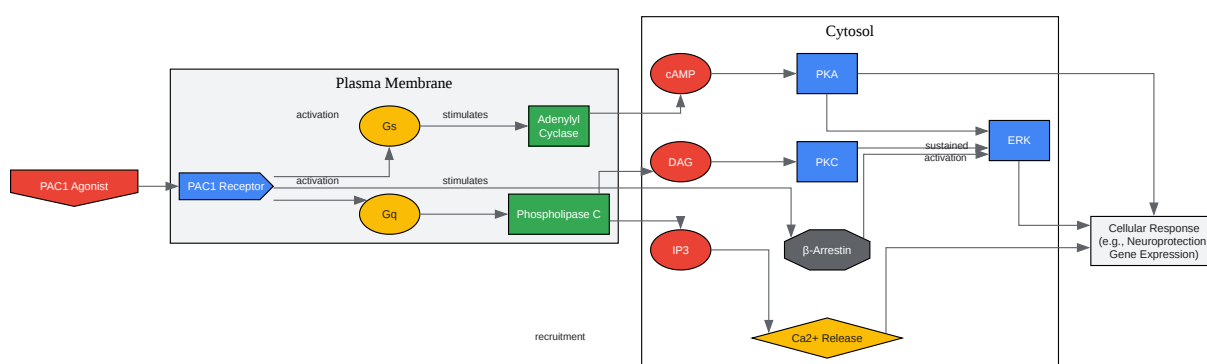 Cytosol
Plasma Membrane
cAMP
PKA
activation
Gs
stimulates
Adenylyl
Cyclase
ERK
sustained
activation
DAG
PKC
PAC1 Agonist
PAC1 Receptor
activation
stimulates
Gq
Phospholipase C
IP3
β-Arrestin
Cellular Response
(e.g., Neuroprotection
Gene Expression)
recruitment
Ca2+ Release